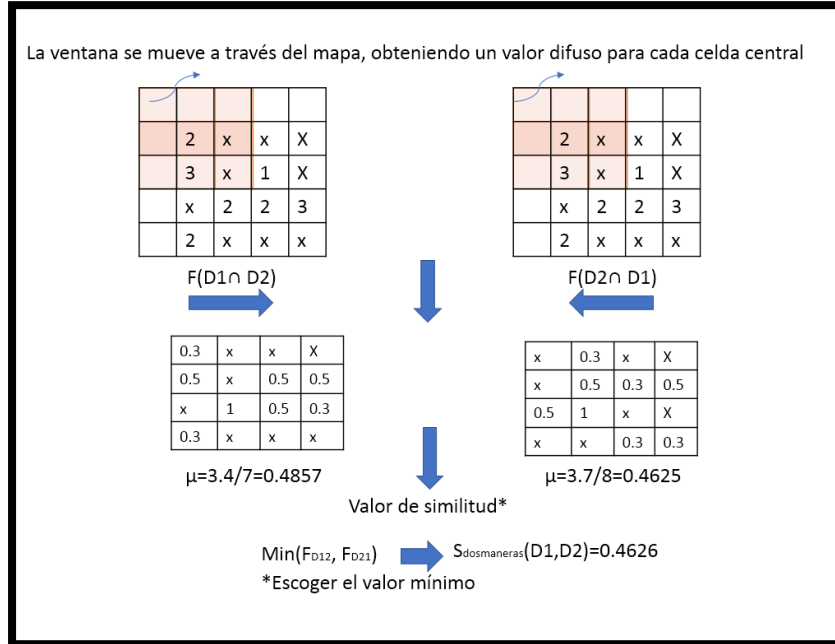 La ventana se mueve a través del mapa, obteniendo un valor difuso para cada celda central
2 x x X
3 x 1 X
x 2 2 3
2 x x x
F(D1∩ D2)
2 x x X
3 x 1 X
x 2 2 3
2 x x x
F(D2∩ D1)
0.3 x x X
0.5 x 0.5 0.5
x 1 0.5 0.3
0.3 x x x
μ=3.4/7=0.4857
x 0.3 x X
x 0.5 0.3 0.5
0.5 1 x X
x x 0.3 0.3
μ=3.7/8=0.4625
Valor de similitud*
Min(FD12, FD21) Sdosmaneras(D1,D2)=0.4626
*Escoger el valor mínimo